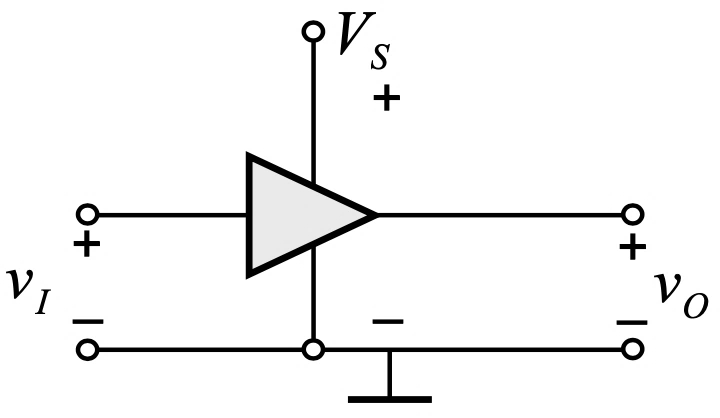 V_S
+
+
+
v_I
v_O
− − −